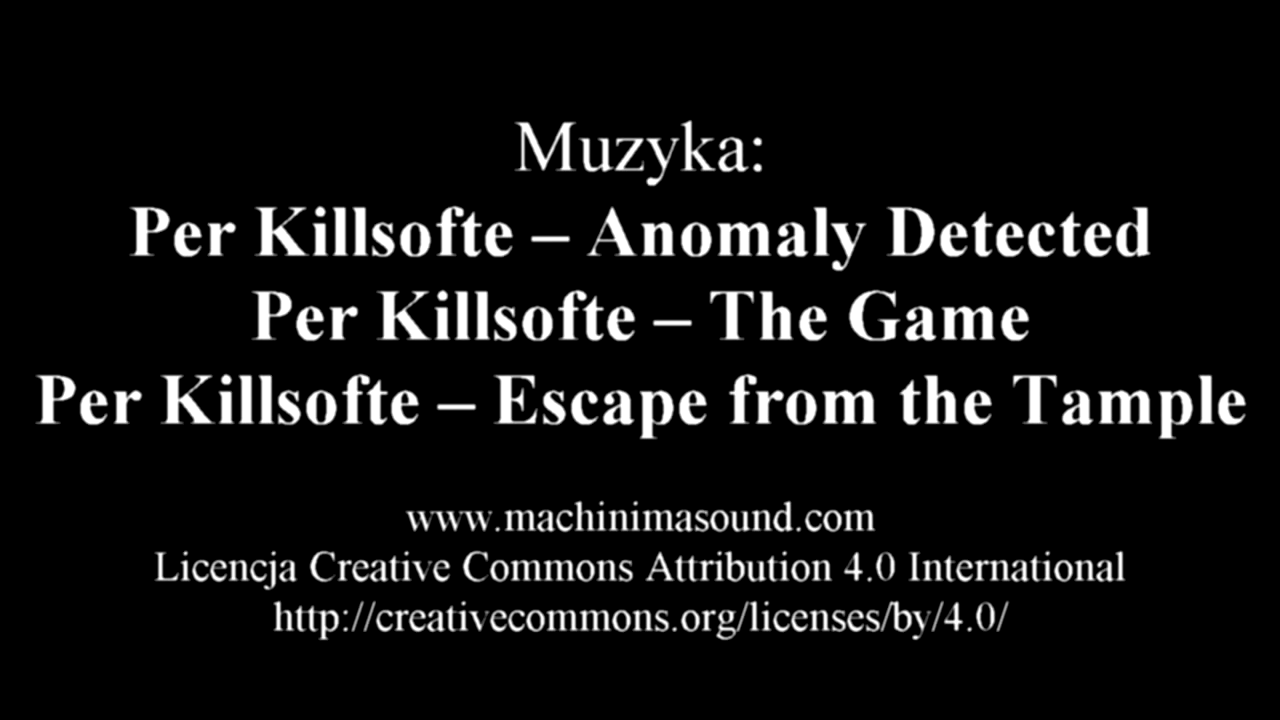 Muzyka:
Per Killsofte – Anomaly Detected
Per Killsofte – The Game
Per Killsofte – Escape from the Tample
www.machinimasound.com
Licencja Creative Commons Attribution 4.0 International
http://creativecommons.org/licenses/by/4.0/